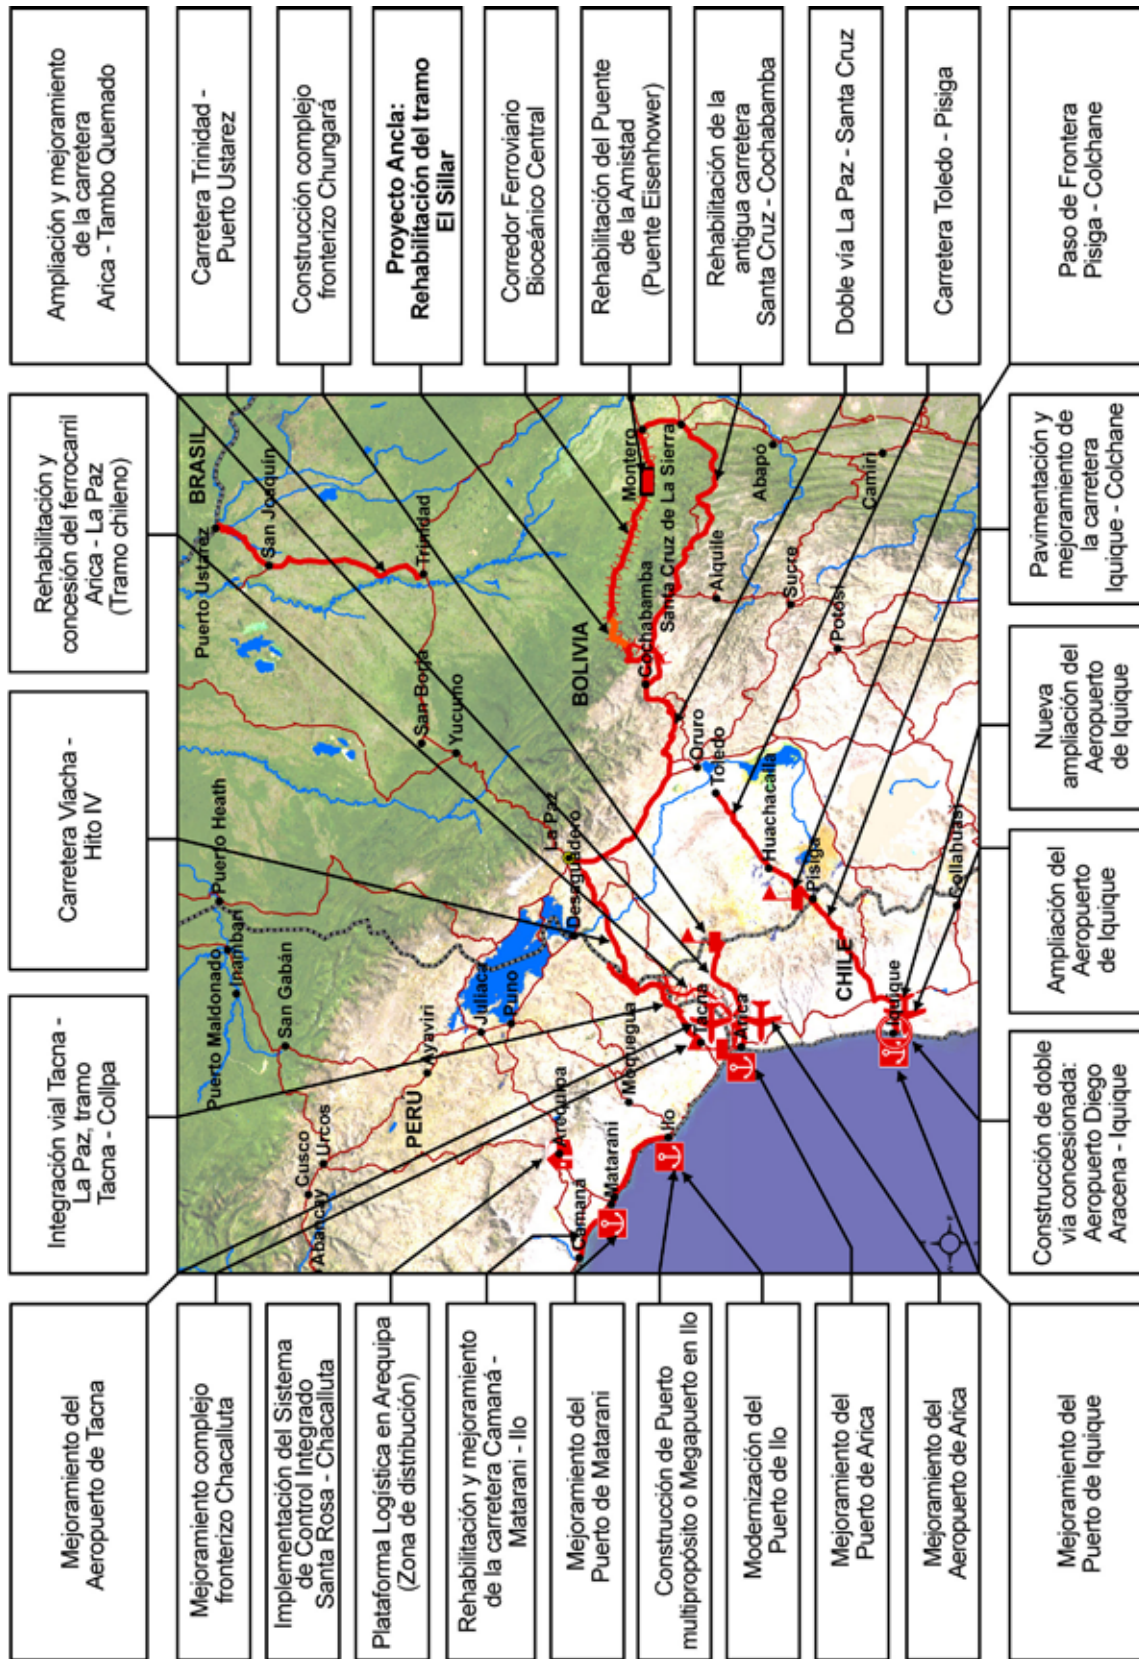 Mejoramiento del
Aeropuerto de Tacna
Integración vial Tacna -
La Paz, tramo
Tacna - Collpa
Carretera Viacha -
Hito IV
Rehabilitación y
concesión del ferrocarril
Arica - La Paz
(Tramo chileno)
Ampliación y mejoramiento
de la carretera
Arica - Tambo Quemado
Mejoramiento complejo
fronterizo Chacalluta
Implementación del Sistema
de Control Integrado
Santa Rosa - Chacalluta
Plataforma Logística en Arequipa
(Zona de distribución)
Rehabilitación y mejoramiento
de la carretera Camaná -
Matarani - Ilo
Mejoramiento del
Puerto de Matarani
Construcción de Puerto
multipropósito o Megapuerto en Ilo
Modernización del
Puerto de Ilo
Mejoramiento del
Puerto de Arica
Mejoramiento del
Aeropuerto de Arica
Puerto Ustarez
BRASIL
San Joaquín
Trinidad
San Borja
Yucumo
Puerto Heath
Puerto Maldonado
Inambari
San Gabán
Cusco
Urcos
Abancay
Ayaviri
PERÚ
Juliaca
Puno
Desaguadero
La Paz
BOLIVIA
Arequipa
Camaná
Matarani
Moquegua
Ilo
Tacna
Arica
Cochabamba
Montero
Santa Cruz de La Sierra
Oruro
Toledo
Aiquile
Abapó
Sucre
Potosí
Camiri
Huachacalla
Pisiga
CHILE
Iquique
Collahuasi
Carretera Trinidad -
Puerto Ustarez
Construcción complejo
fronterizo Chungará
Proyecto Ancla:
Rehabilitación del tramo
El Sillar
Corredor Ferroviario
Bioceánico Central
Rehabilitación del Puente
de la Amistad
(Puente Eisenhower)
Rehabilitación de la
antigua carretera
Santa Cruz - Cochabamba
Doble vía La Paz - Santa Cruz
Carretera Toledo - Pisiga
Mejoramiento del
Puerto de Iquique
Construcción de doble
vía concesionada:
Aeropuerto Diego
Aracena - Iquique
Ampliación del
Aeropuerto
de Iquique
Nueva
ampliación del
Aeropuerto
de Iquique
Pavimentación y
mejoramiento de
la carretera
Iquique - Colchane
Paso de Frontera
Pisiga - Colchane